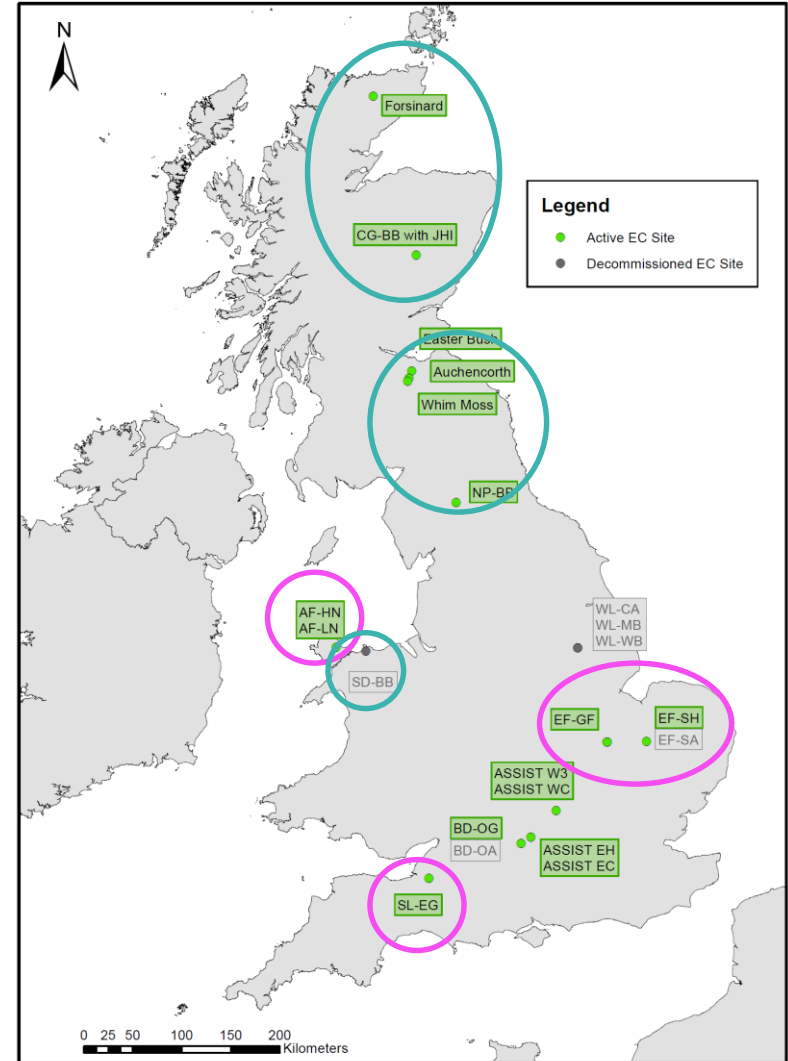 N
Forsinard
CG-BB with JHI
Legend
Active EC Site
Decommissioned EC Site
Easter Bush
Auchencorth
Whim Moss
NP-BB
AF-HN
AF-LN
SD-BB
WL-CA
WL-MB
WL-WB
EF-GF
EF-SH
EF-SA
ASSIST W3
ASSIST WC
BD-OG
BD-OA
ASSIST EH
ASSIST EC
SL-EG
0 25 50 100 150 200
Kilometers